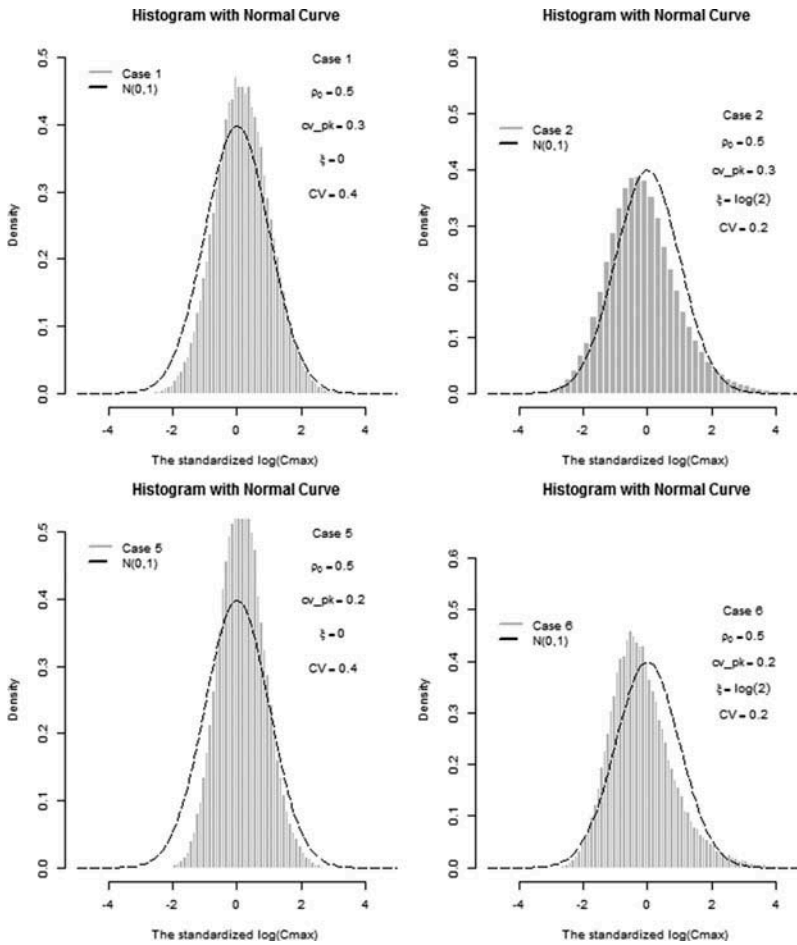 Histogram with Normal Curve
Case 1
N(0,1)
Case 1
ρ₀ = 0.5
cv_pk = 0.3
ξ = 0
CV = 0.4
Density
0.0
0.1
0.2
0.3
0.4
0.5
-4
-2
0
2
4
The standardized log(Cmax)
Histogram with Normal Curve
Case 2
N(0,1)
Case 2
ρ₀ = 0.5
cv_pk = 0.3
ξ = log(2)
CV = 0.2
Density
0.0
0.1
0.2
0.3
0.4
0.5
0.6
-4
-2
0
2
4
The standardized log(Cmax)
Histogram with Normal Curve
Case 5
N(0,1)
Case 5
ρ₀ = 0.5
cv_pk = 0.2
ξ = 0
CV = 0.4
Density
0.0
0.1
0.2
0.3
0.4
0.5
-4
-2
0
2
4
The standardized log(Cmax)
Histogram with Normal Curve
Case 6
N(0,1)
Case 6
ρ₀ = 0.5
cv_pk = 0.2
ξ = log(2)
CV = 0.2
Density
0.0
0.1
0.2
0.3
0.4
0.5
0.6
-4
-2
0
2
4
The standardized log(Cmax)